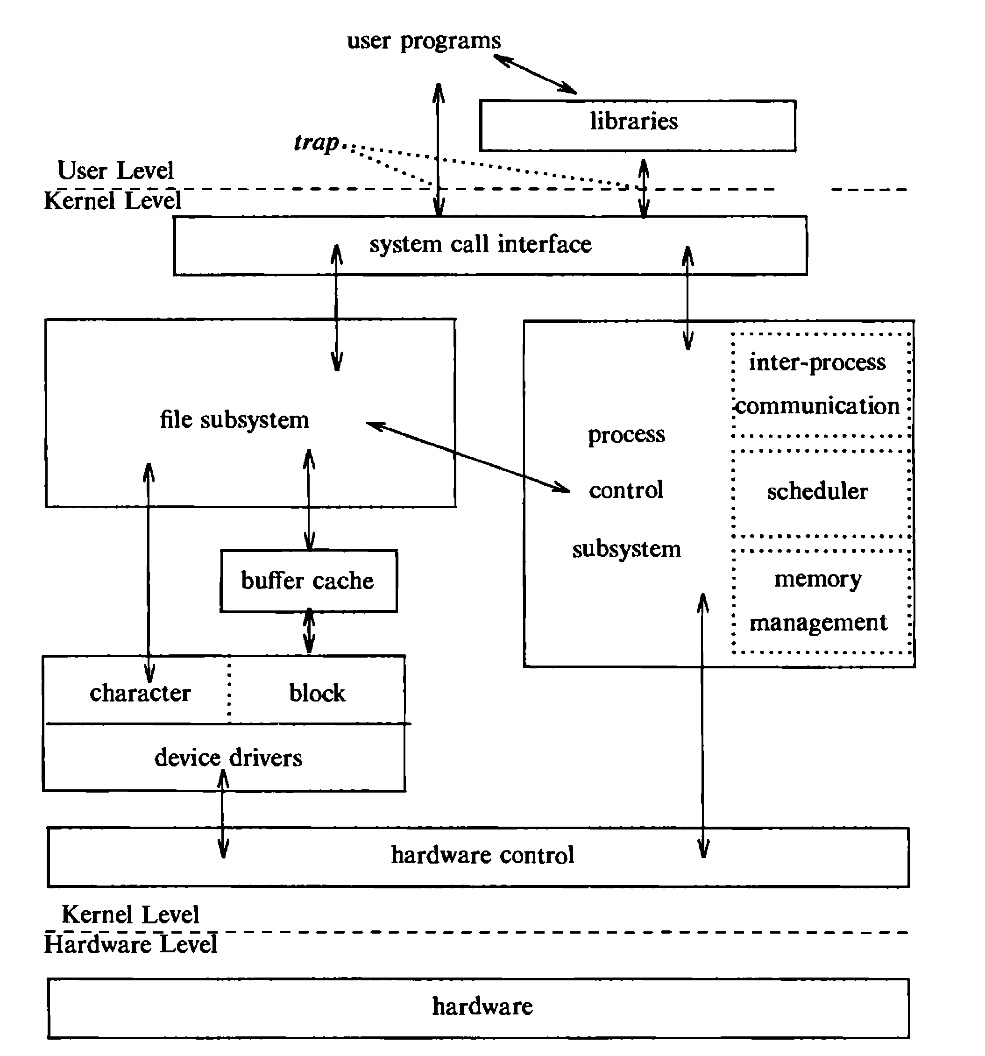 user programs
libraries
trap
User Level
Kernel Level
system call interface
file subsystem
process
control
subsystem
inter-process
communication
scheduler
memory
management
buffer cache
character
block
device drivers
hardware control
Kernel Level
Hardware Level
hardware